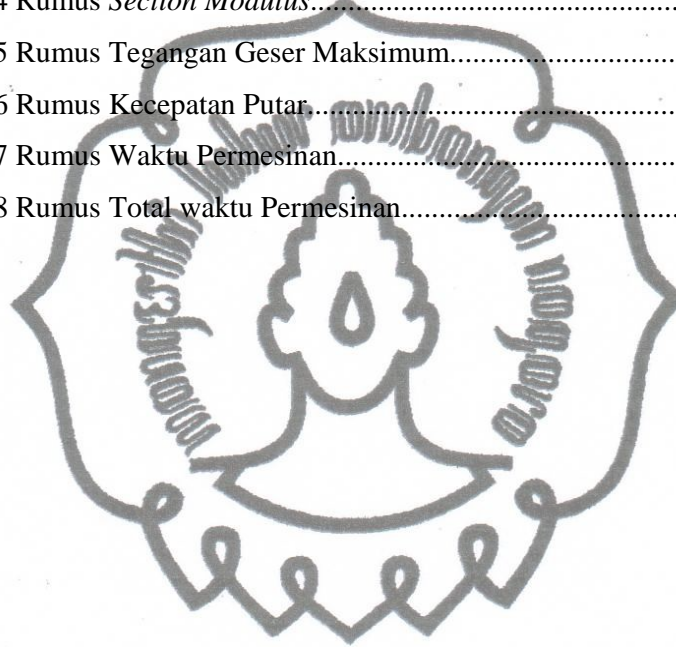 4 Rumus Section Modulus................................................
5 Rumus Tegangan Geser Maksimum..............................
6 Rumus Kecepatan Putar.................................................
7 Rumus Waktu Permesinan.............................................
8 Rumus Total waktu Permesinan.....................................